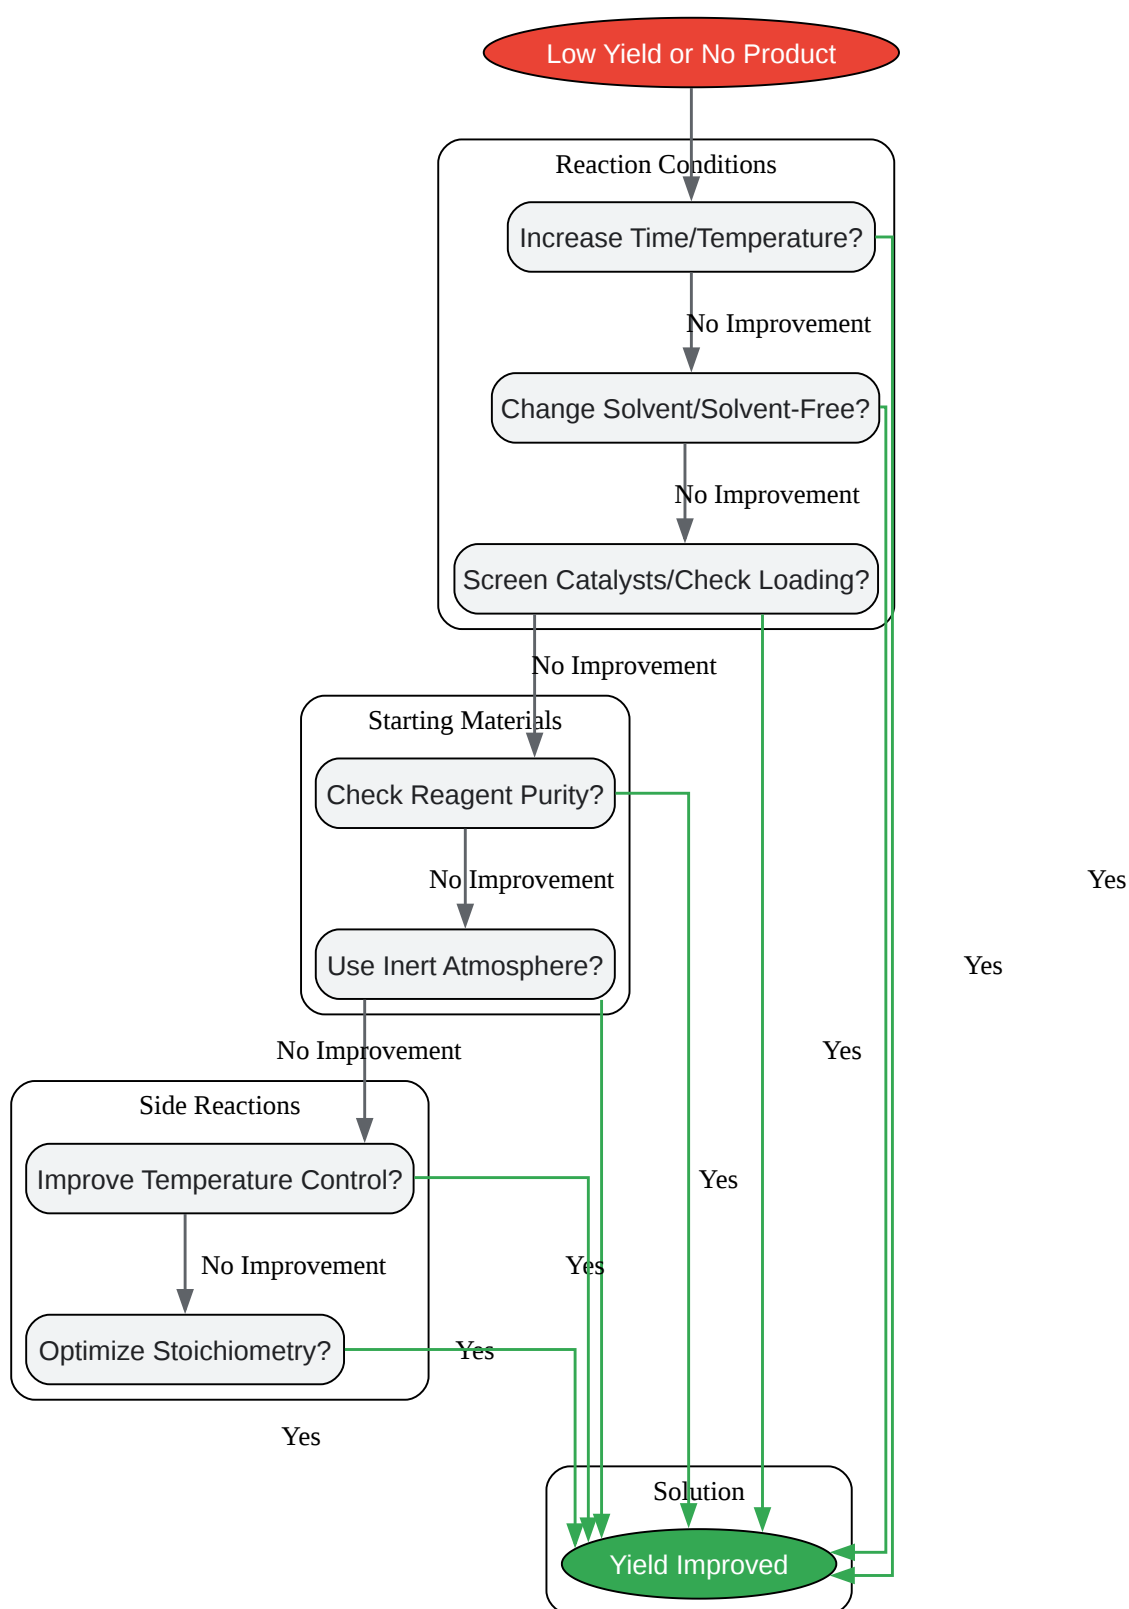 Low Yield or No Product
Reaction Conditions
Increase Time/Temperature?
No Improvement
Change Solvent/Solvent-Free?
No Improvement
Screen Catalysts/Check Loading?
No Improvement
Starting Materials
Check Reagent Purity?
No Improvement
Yes
Use Inert Atmosphere?
Yes
No Improvement
Yes
Side Reactions
Improve Temperature Control?
Yes
No Improvement
Yes
Optimize Stoichiometry?
Yes
Yes
Solution
Yield Improved